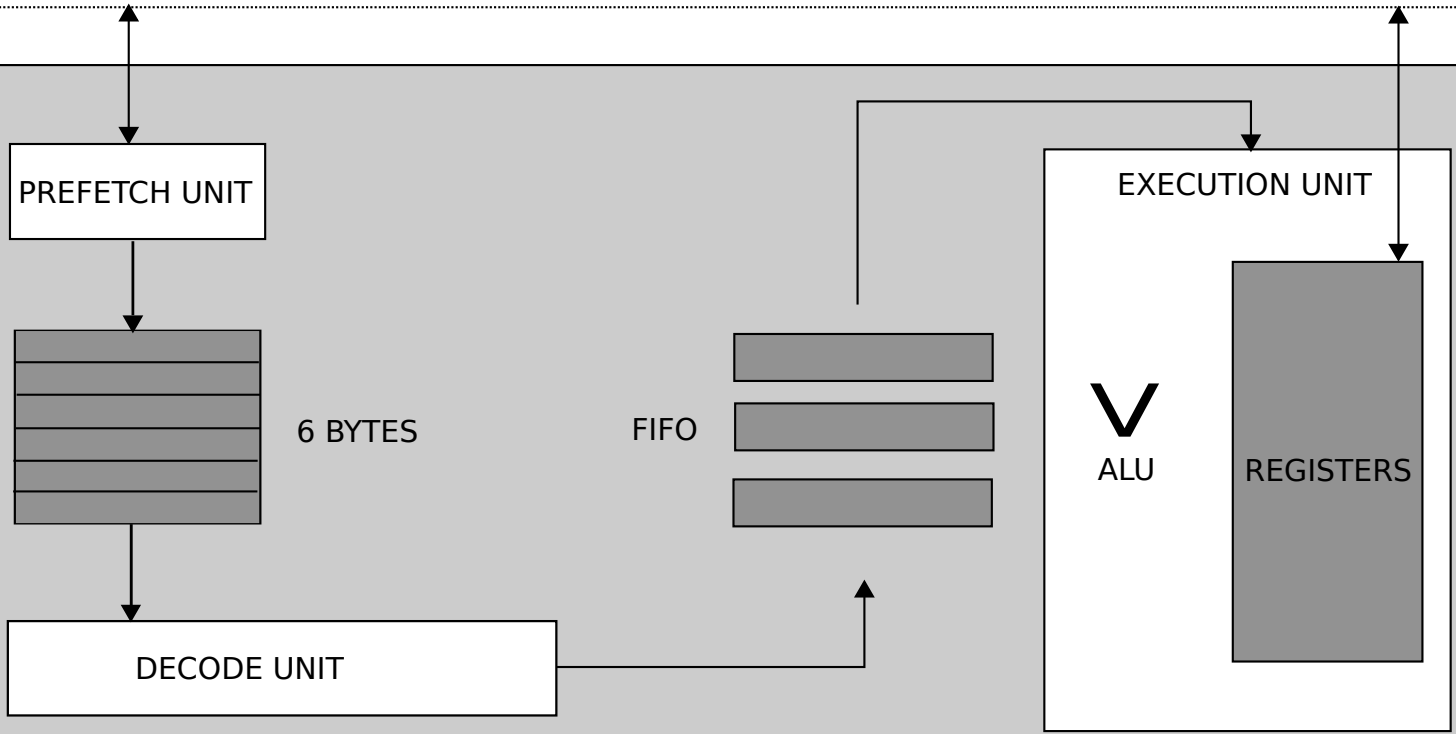 PREFETCH UNIT
EXECUTION UNIT
6 BYTES
FIFO
ALU
REGISTERS
DECODE UNIT